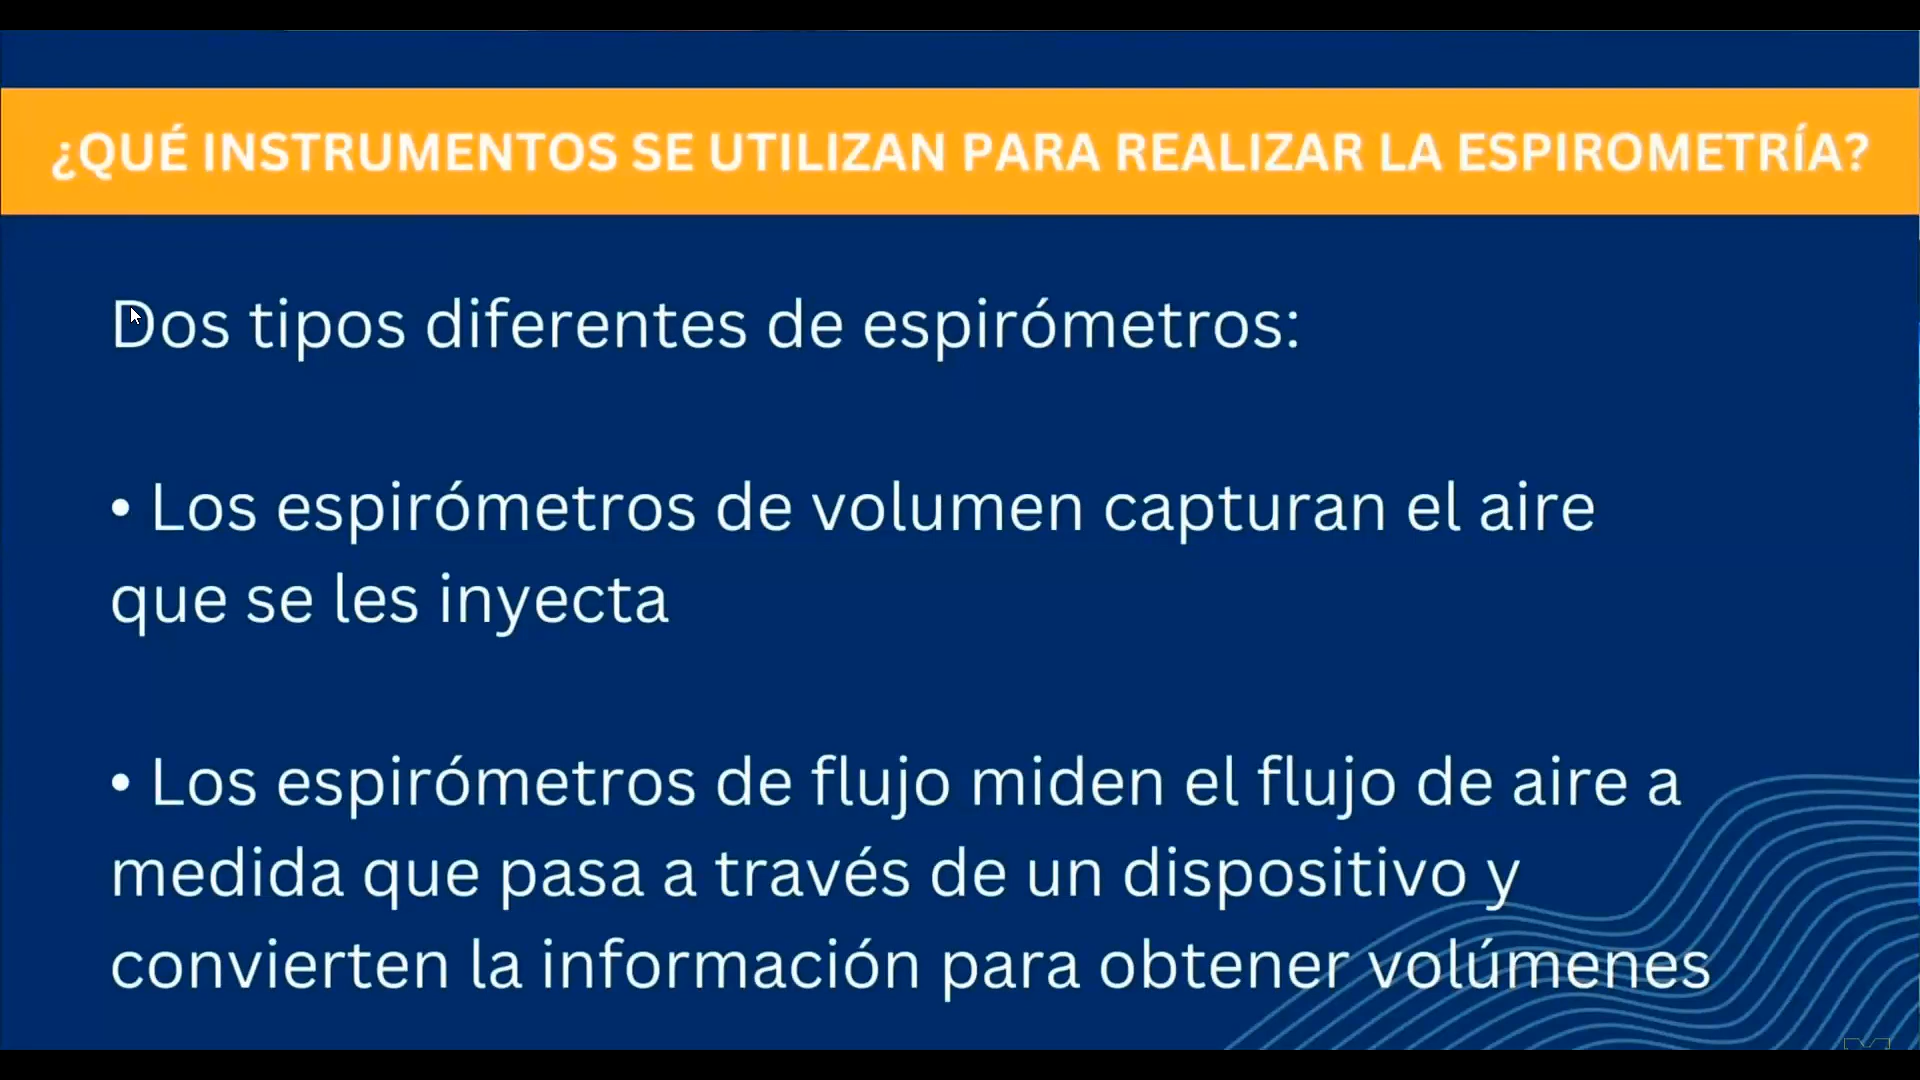 ¿QUÉ INSTRUMENTOS SE UTILIZAN PARA REALIZAR LA ESPIROMETRÍA?
Dos tipos diferentes de espirómetros:
• Los espirómetros de volumen capturan el aire
que se les inyecta
• Los espirómetros de flujo miden el flujo de aire a
medida que pasa a través de un dispositivo y
convierten la información para obtener volúmenes